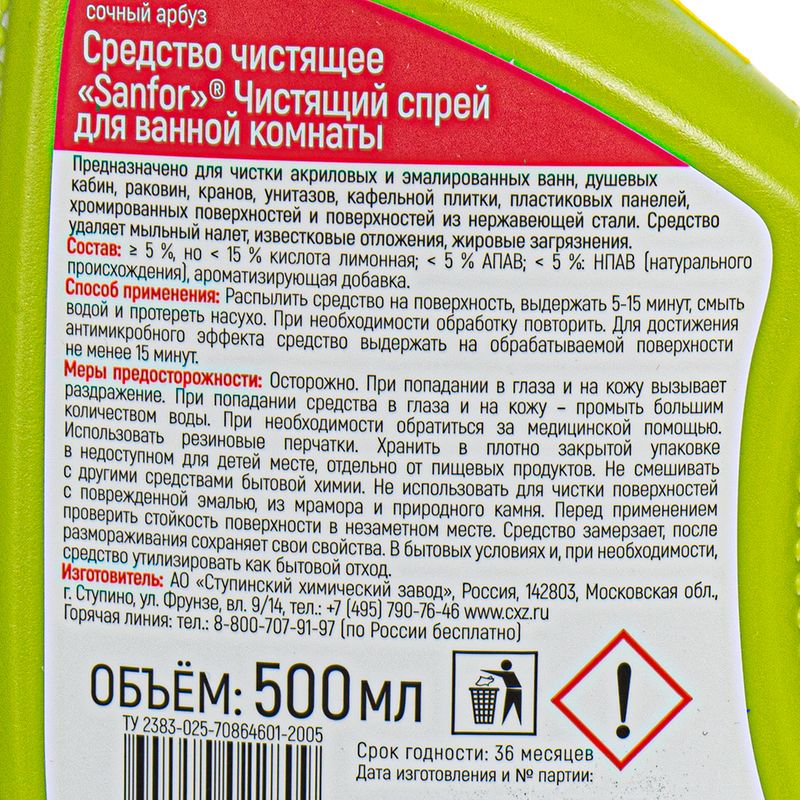 сочный арбуз
Средство чистящее
«Sanfor»® Чистящий спрей
для ванной комнаты
Предназначено для чистки акриловых и эмалированных ванн, душевых
кабин, раковин, кранов, унитазов, кафельной плитки, пластиковых панелей,
хромированных поверхностей и поверхностей из нержавеющей стали. Средство
удаляет мыльный налет, известковые отложения, жировые загрязнения.
Состав: ≥ 5 %, но < 15 % кислота лимонная; < 5 % АПАВ; < 5 %: НПАВ (натурального
происхождения), ароматизирующая добавка.
Способ применения: Распылить средство на поверхность, выдержать 5-15 минут, смыть
водой и протереть насухо. При необходимости обработку повторить. Для достижения
антимикробного эффекта средство выдержать на обрабатываемой поверхности
не менее 15 минут.
Меры предосторожности: Осторожно. При попадании в глаза и на кожу вызывает
раздражение. При попадании средства в глаза и на кожу – промыть большим
количеством воды. При необходимости обратиться за медицинской помощью.
Использовать резиновые перчатки. Хранить в плотно закрытой упаковке
в недоступном для детей месте, отдельно от пищевых продуктов. Не смешивать
с другими средствами бытовой химии. Не использовать для чистки поверхностей
с поврежденной эмалью, из мрамора и природного камня. Перед применением
проверить стойкость поверхности в незаметном месте. Средство замерзает, после
размораживания сохраняет свои свойства. В бытовых условиях и, при необходимости,
средство утилизировать как бытовой отход.
Изготовитель: АО «Ступинский химический завод», Россия, 142803, Московская обл.,
г. Ступино, ул. Фрунзе, вл. 9/14, тел.: +7 (495) 790-76-46 www.cxz.ru
Горячая линия: тел.: 8-800-707-91-97 (по России бесплатно)
ОБЪЁМ: 500 мл
ТУ 2383-025-70864601-2005
Срок годности: 36 месяцев
Дата изготовления и № партии: